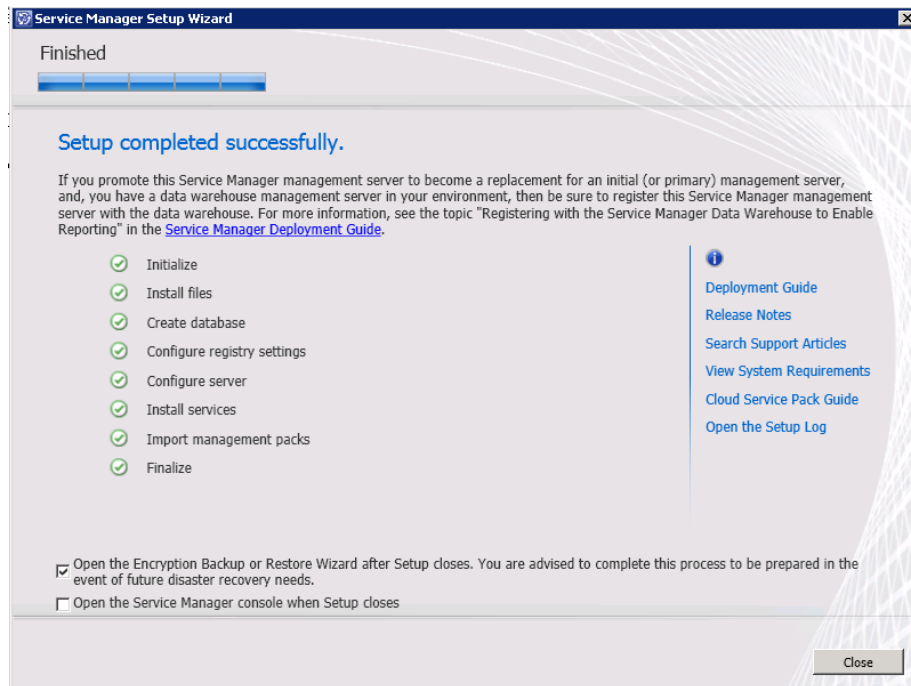 Service Manager Setup Wizard
Finished
Setup completed successfully.
If you promote this Service Manager management server to become a replacement for an initial (or primary) management server,
and, you have a data warehouse management server in your environment, then be sure to register this Service Manager management
server with the data warehouse. For more information, see the topic "Registering with the Service Manager Data Warehouse to Enable
Reporting" in the Service Manager Deployment Guide.
Initialize
Install files
Create database
Configure registry settings
Configure server
Install services
Import management packs
Finalize
Deployment Guide
Release Notes
Search Support Articles
View System Requirements
Cloud Service Pack Guide
Open the Setup Log
Open the Encryption Backup or Restore Wizard after Setup closes. You are advised to complete this process to be prepared in the
event of future disaster recovery needs.
Open the Service Manager console when Setup closes
Close